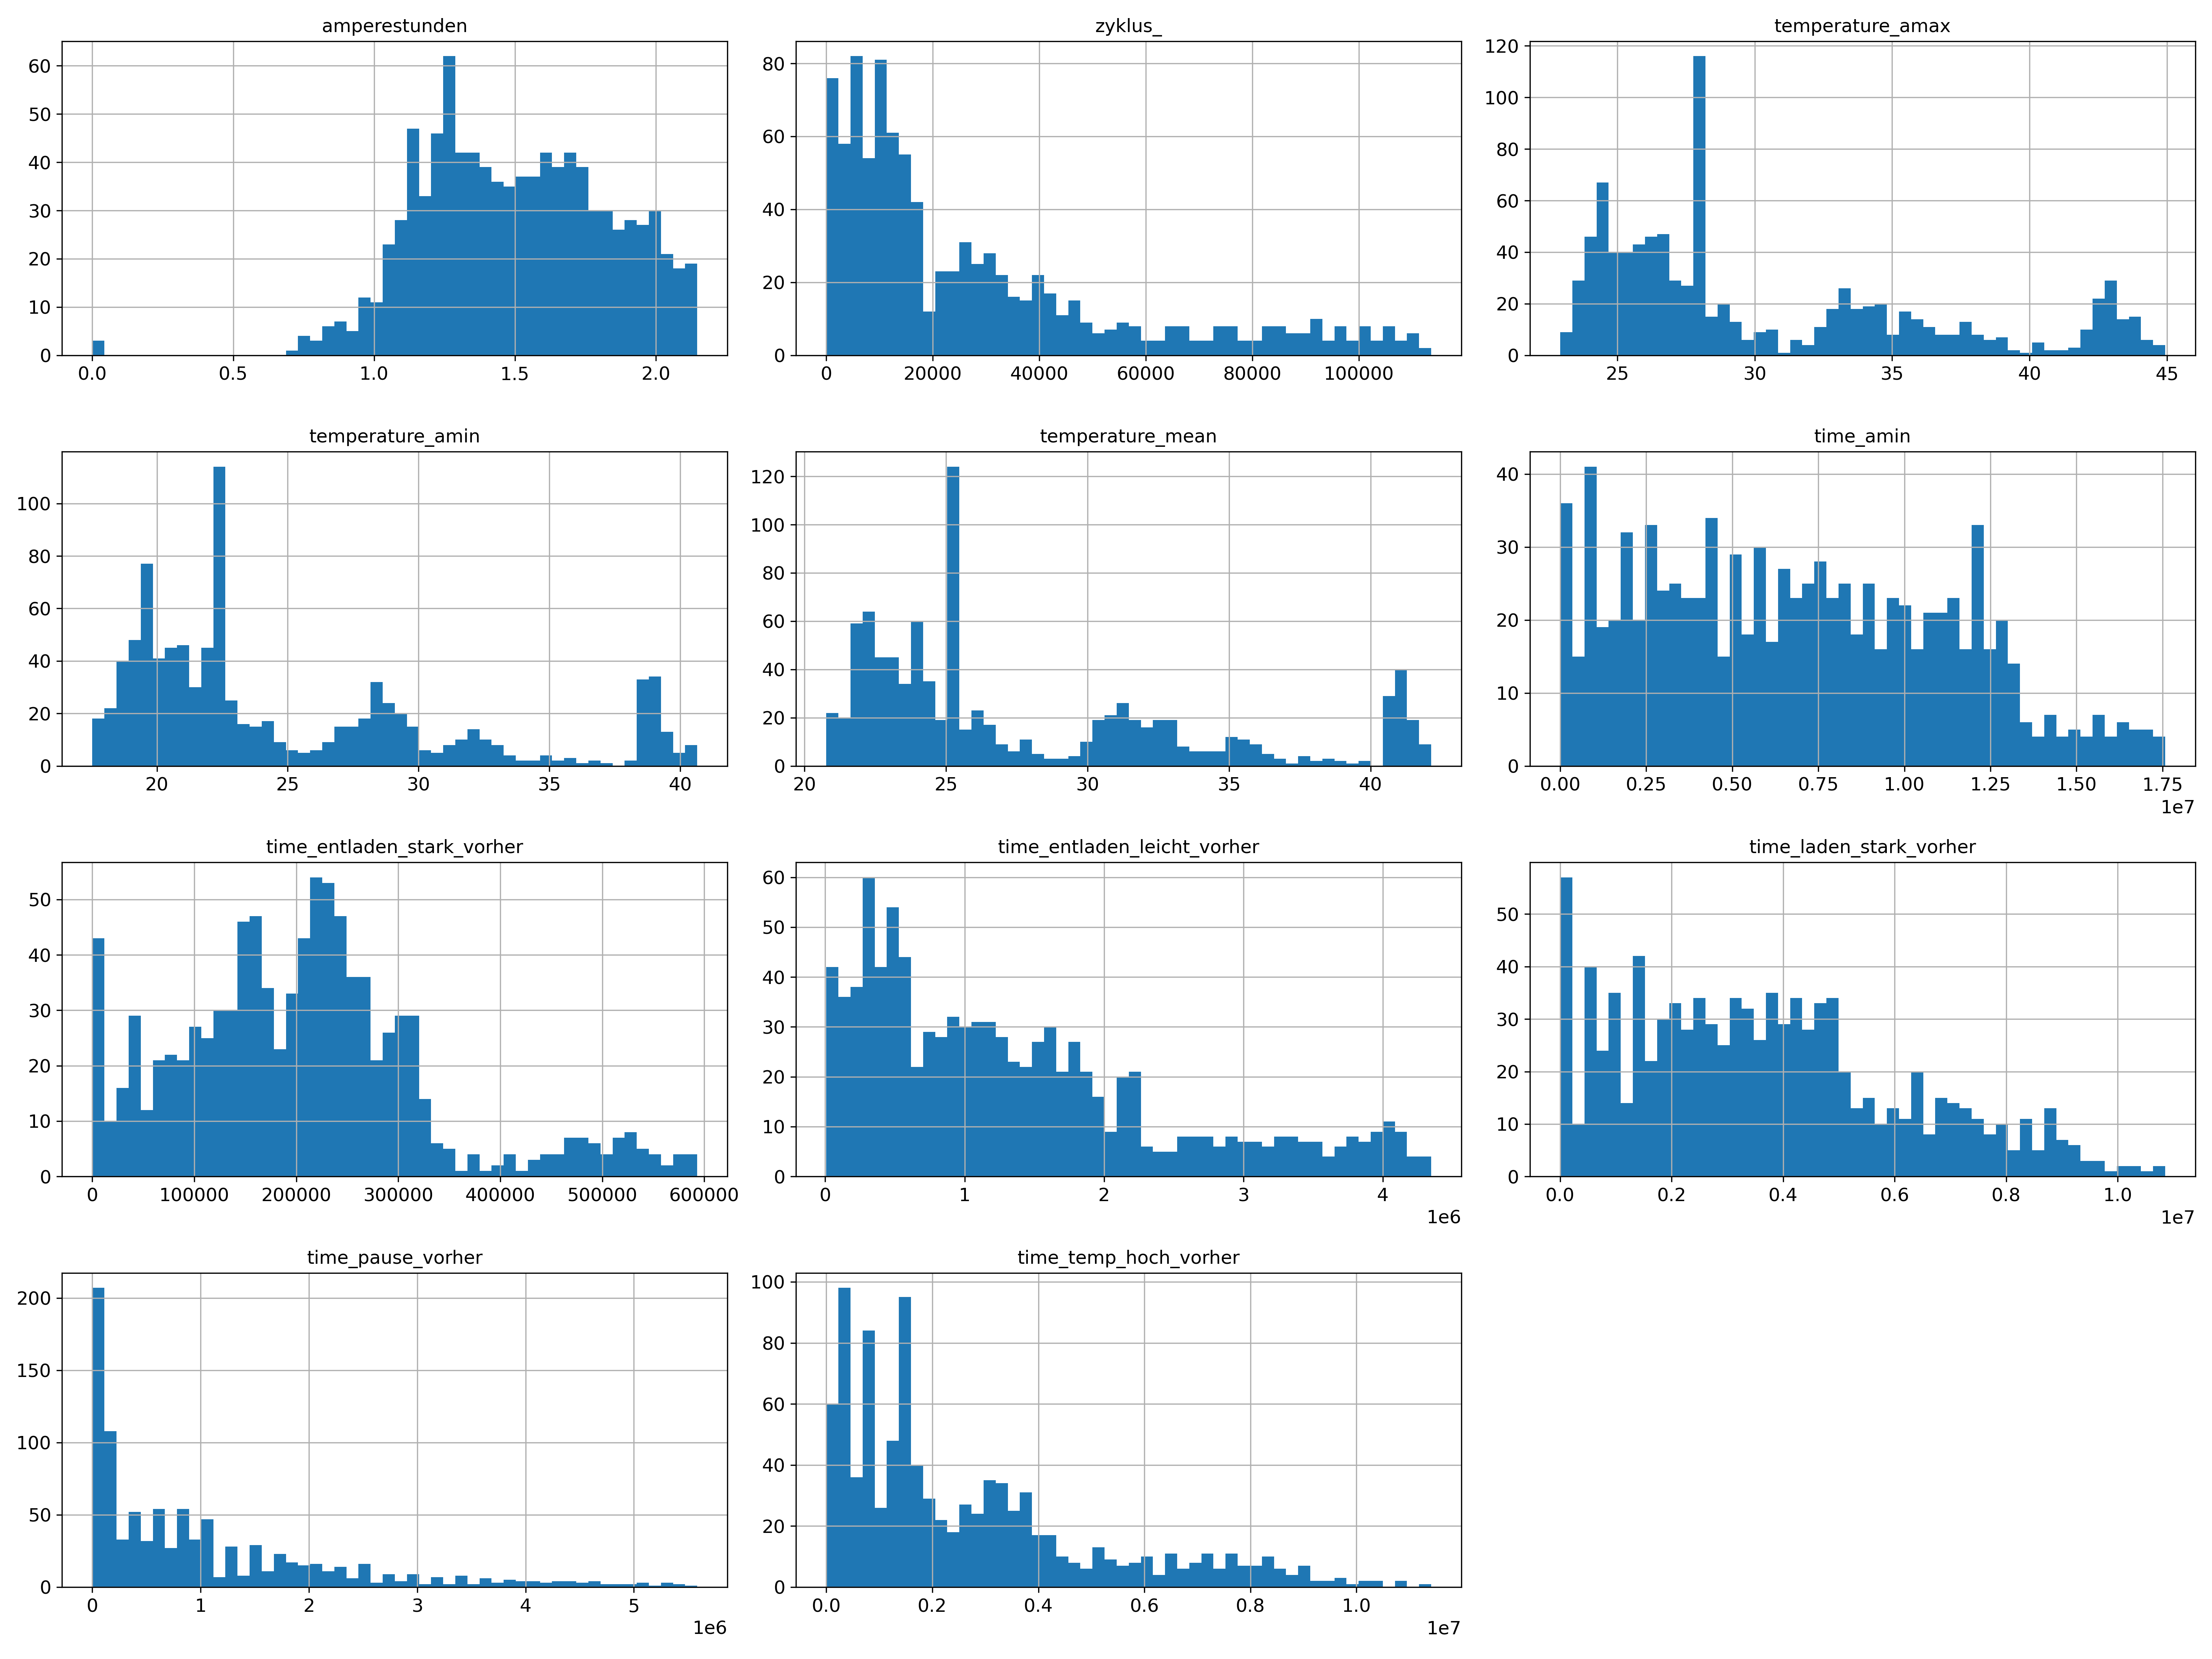 amperestunden
60
50
40
30
20
10
0
0.0 0.5 1.0 1.5 2.0
zyklus_
80
60
40
20
0
0 20000 40000 60000 80000 100000
temperature_amax
120
100
80
60
40
20
0
25 30 35 40 45
temperature_amin
100
80
60
40
20
0
20 25 30 35 40
temperature_mean
120
100
80
60
40
20
0
20 25 30 35 40
time_amin
40
30
20
10
0
0.00 0.25 0.50 0.75 1.00 1.25 1.50 1.75
1e7
time_entladen_stark_vorher
50
40
30
20
10
0
0 100000 200000 300000 400000 500000 600000
time_entladen_leicht_vorher
60
50
40
30
20
10
0
0 1 2 3 4
1e6
time_laden_stark_vorher
50
40
30
20
10
0
0.0 0.2 0.4 0.6 0.8 1.0
1e7
time_pause_vorher
200
150
100
50
0
0 1 2 3 4 5
1e6
time_temp_hoch_vorher
100
80
60
40
20
0
0.0 0.2 0.4 0.6 0.8 1.0
1e7